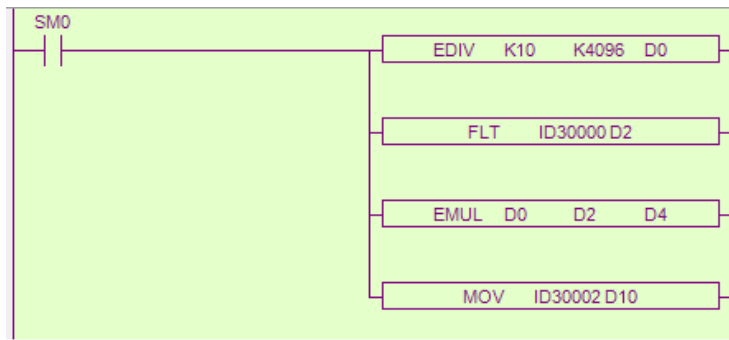 SM0
EDIV K10 K4096 D0
FLT ID30000 D2
EMUL D0 D2 D4
MOV ID30002 D10